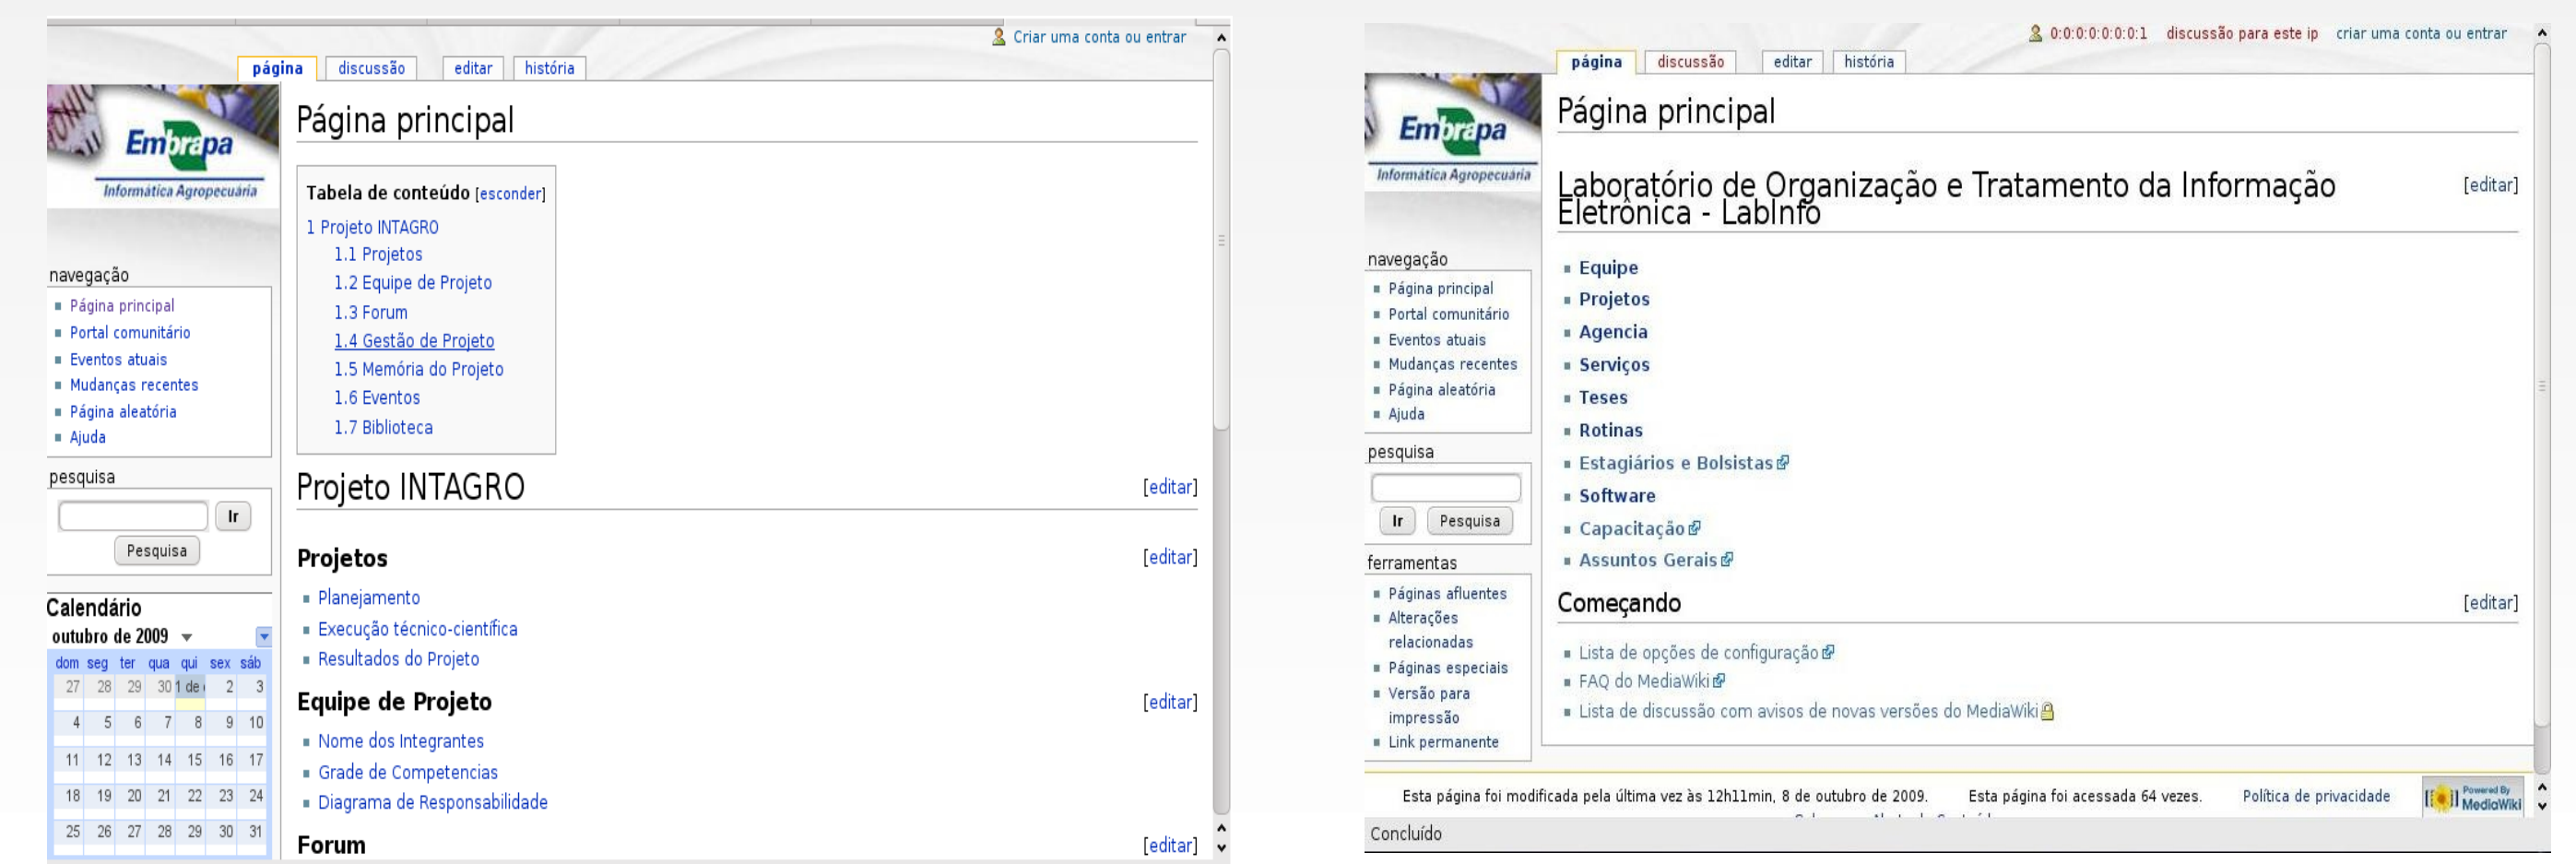 Criar uma conta ou entrar
página discussão editar história
Embrapa
Informática Agropecuária
navegação
Página principal
Portal comunitário
Eventos atuais
Mudanças recentes
Página aleatória
Ajuda
pesquisa
Ir
Pesquisa
Calendário
outubro de 2009
dom seg ter qua qui sex sáb
27 28 29 30 1 de 2 3
4 5 6 7 8 9 10
11 12 13 14 15 16 17
18 19 20 21 22 23 24
25 26 27 28 29 30 31
Página principal
Tabela de conteúdo [esconder]
1 Projeto INTAGRO
1.1 Projetos
1.2 Equipe de Projeto
1.3 Forum
1.4 Gestão de Projeto
1.5 Memória do Projeto
1.6 Eventos
1.7 Biblioteca
Projeto INTAGRO [editar]
Projetos [editar]
Planejamento
Execução técnico-científica
Resultados do Projeto
Equipe de Projeto [editar]
Nome dos Integrantes
Grade de Competencias
Diagrama de Responsabilidade
Forum [editar]
0:0:0:0:0:0:0:1 discussão para este ip criar uma conta ou entrar
página discussão editar história
Embrapa
Informática Agropecuária
navegação
Página principal
Portal comunitário
Eventos atuais
Mudanças recentes
Página aleatória
Ajuda
pesquisa
Ir Pesquisa
ferramentas
Páginas afluentes
Alterações
relacionadas
Páginas especiais
Versão para
impressão
Link permanente
Página principal
Laboratório de Organização e Tratamento da Informação [editar]
Eletrônica - LabInfo
Equipe
Projetos
Agencia
Serviços
Teses
Rotinas
Estagiários e Bolsistas
Software
Capacitação
Assuntos Gerais
Começando [editar]
Lista de opções de configuração
FAQ do MediaWiki
Lista de discussão com avisos de novas versões do MediaWiki
Esta página foi modificada pela última vez às 12h11min, 8 de outubro de 2009. Esta página foi acessada 64 vezes. Política de privacidade
Powered By
MediaWiki
Concluído